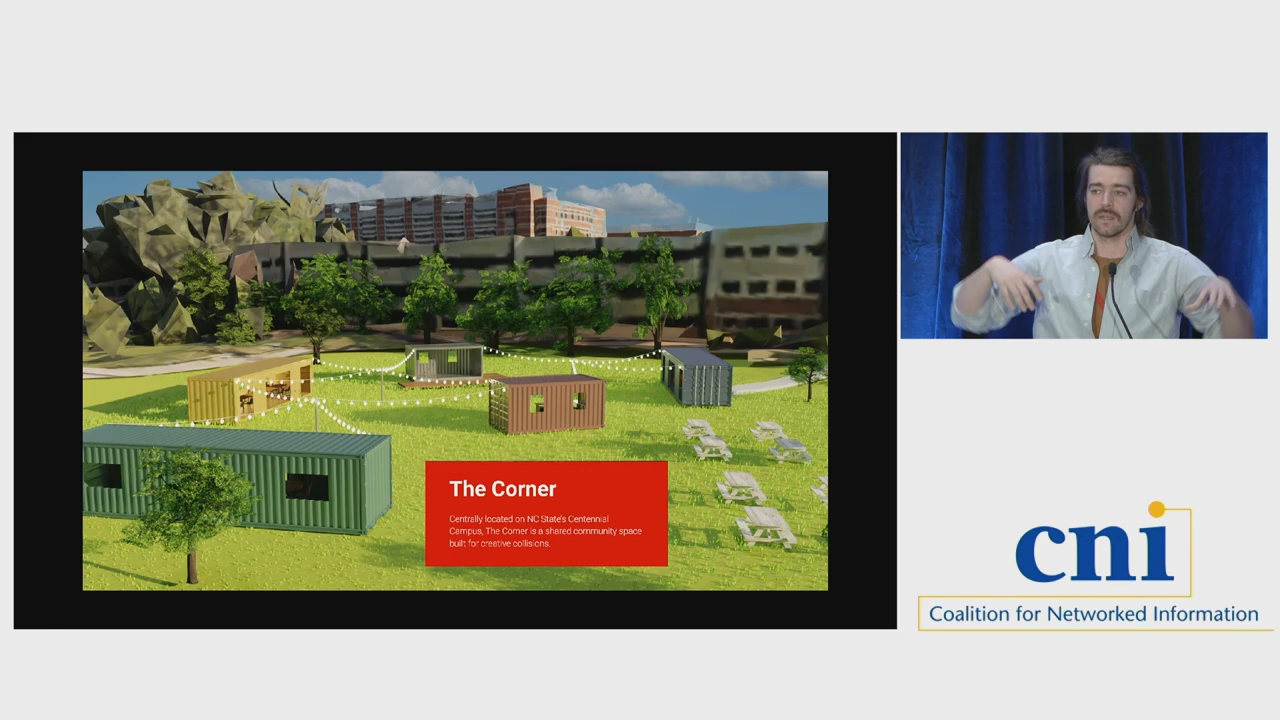 The Corner
Centrally located on NC State's Centennial
Campus, The Corner is a shared community space
built for creative collisions.
cni
Coalition for Networked Information